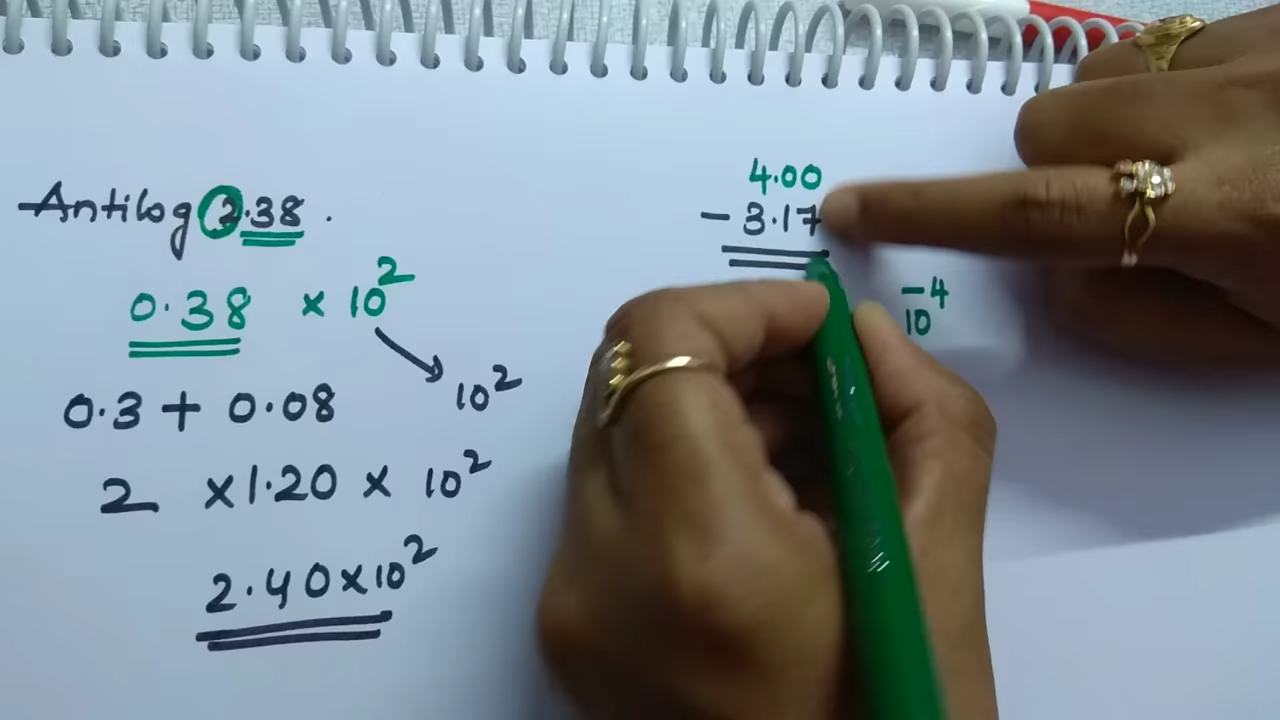 Antilog 2.38 .
0.38 × 10²
10²
0.3 + 0.08
2 × 1.20 × 10²
2.40 × 10²
4.00
- 3.17
10⁻⁴